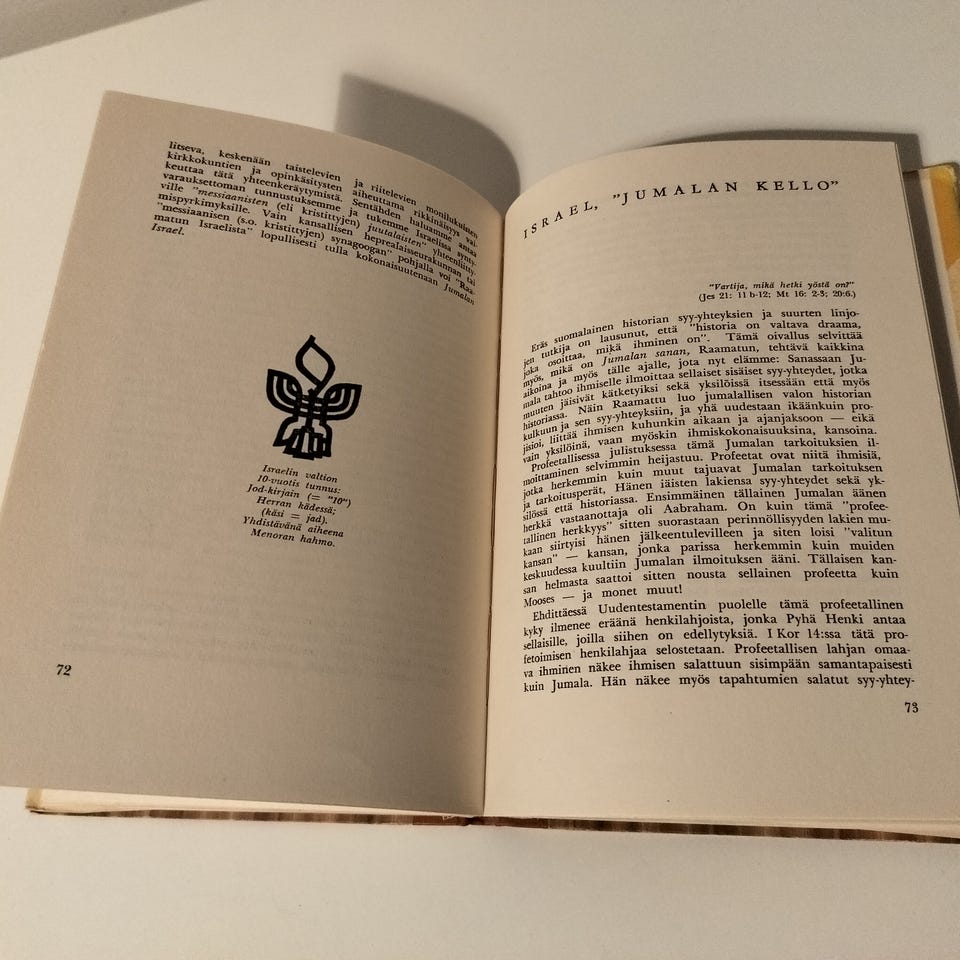 litseva, keskenään taistelevien ja riitelevien monilukuisten
kirkkokuntien ja opinkäsitysten aiheuttama rikkinäisyys vai-
keuttaa tätä yhteenkeräytymistä. Sentähden haluamme antaa
varauksettoman tunnustuksemme ja tukemme Israelissa synty-
ville "messiaanisten (eli kristittyjen) juutalaisten" yhteenliitty-
mispyrkimyksille. Vain kansallisen heprealaisseurakunnan tai
"messiaanisen (s.o. kristittyjen) synagoogan" pohjalla voi "Raa-
matun Israelista" lopullisesti tulla kokonaisuutenaan Jumalan
Israel.
Israelin valtion
10-vuotis tunnus:
Jod-kirjain (= "10")
Herran kädessä;
(käsi = jad).
Yhdistävänä aiheena
Menoran hahmo.
72
ISRAEL, "JUMALAN KELLO"
"Vartija, mikä hetki yöstä on?"
(Jes 21: 11 b-12; Mt 16: 2-3; 20:6.)
Eräs suomalainen historian syy-yhteyksien ja suurten linjo-
jen tutkija on lausunut, että "historia on valtava draama,
joka osoittaa, mikä ihminen on". Tämä oivallus selvittää
myös, mikä on Jumalan sanan, Raamatun, tehtävä kaikkina
aikoina ja myös tälle ajalle, jota nyt elämme: Sanassaan Ju-
mala tahtoo ihmiselle ilmoittaa sellaiset sisäiset syy-yhteydet, jotka
muuten jäisivät kätketyiksi sekä yksilöissä itsessään että myös
historiassa. Näin Raamattu luo jumalallisen valon historian
kulkuun ja sen syy-yhteyksiin, ja yhä uudestaan ikäänkuin pro-
jisioi, liittää ihmisen kuhunkin aikaan ja ajanjaksoon — eikä
vain yksilöinä, vaan myöskin ihmiskokonaisuuksina, kansoina.
Profeetallisessa julistuksessa tämä Jumalan tarkoituksien il-
moittaminen selvimmin heijastuu. Profeetat ovat niitä ihmisiä,
jotka herkemmin kuin muut tajuavat Jumalan tarkoituksen
ja tarkoitusperät, Hänen iäisten lakiensa syy-yhteydet sekä yk-
silössä että historiassa. Ensimmäinen tällainen Jumalan äänen
herkkä vastaanottaja oli Aabraham. On kuin tämä "profee-
tallinen herkkyys" sitten suorastaan perinnöllisyyden lakien mu-
kaan siirtyisi hänen jälkeentulevilleen ja siten loisi "valitun
kansan" — kansan, jonka parissa herkemmin kuin muiden
keskuudessa kuultiin Jumalan ilmoituksen ääni. Tällaisen kan-
san helmasta saattoi sitten nousta sellainen profeetta kuin
Mooses — ja monet muut!
Ehdittäessä Uudentestamentin puolelle tämä profeetallinen
kyky ilmenee eräänä henkilahjoista, jonka Pyhä Henki antaa
sellaisille, joilla siihen on edellytyksiä. I Kor 14:ssa tätä pro-
fetoimisen henkilahjaa selostetaan. Profeetallisen lahjan omaa-
va ihminen näkee ihmisen salattuun sisimpään samantapaisesti
kuin Jumala. Hän näkee myös tapahtumien salatut syy-yhtey-
73